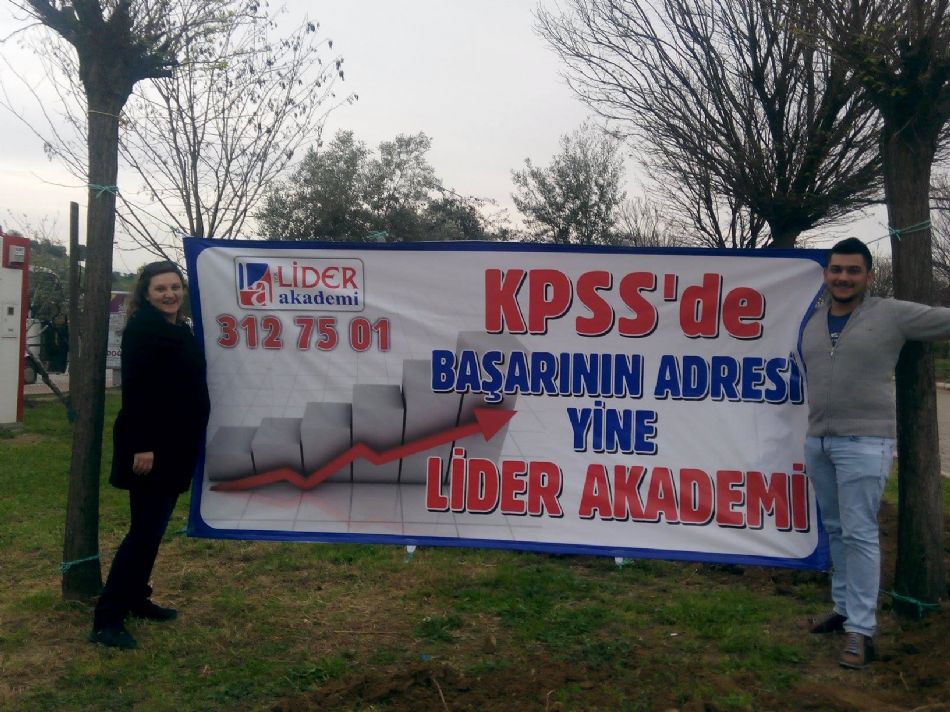 LİDER
akademi
312 75 01
KPSS'de
BAŞARININ ADRESİ
YİNE
LİDER AKADEMİ